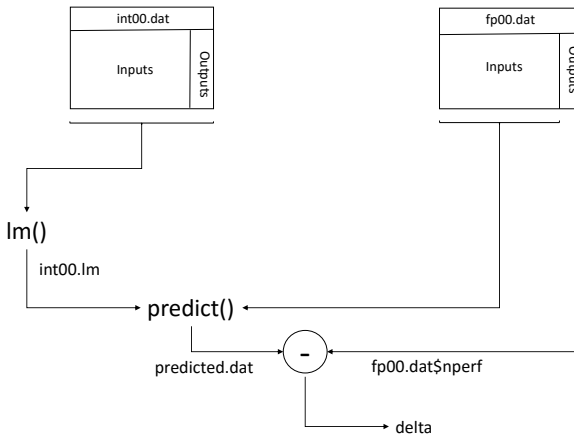 int00.dat
Inputs
Outputs
fp00.dat
Inputs
Outputs
lm()
int00.lm
predict()
-
predicted.dat
fp00.dat$nperf
delta